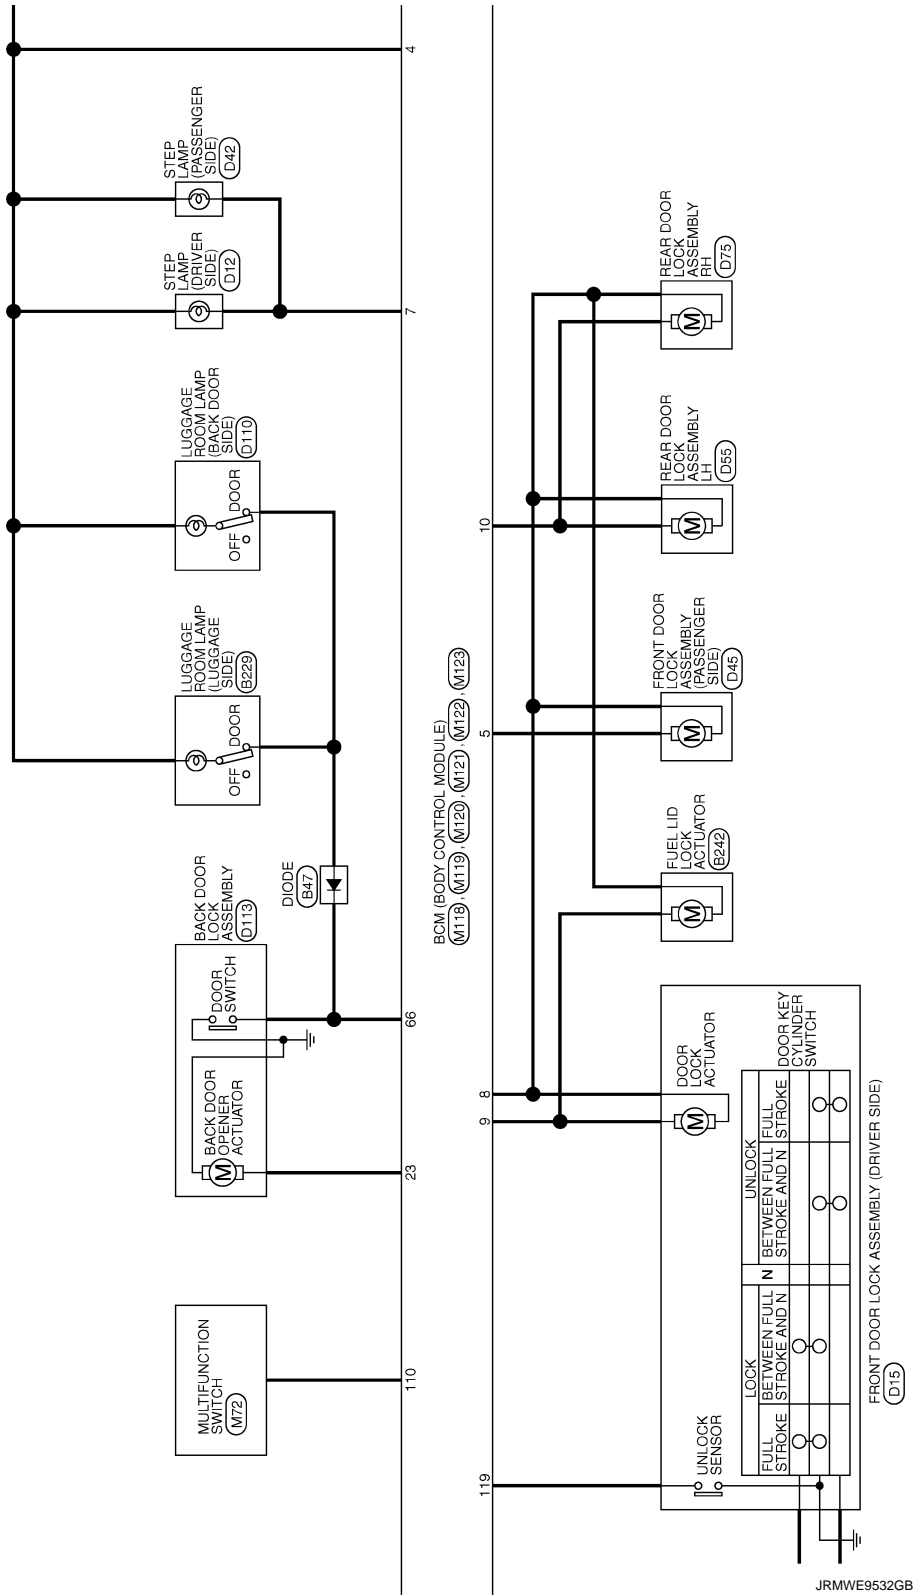 4
STEP
LAMP
(PASSENGER
SIDE)
D42
STEP
LAMP
(DRIVER
SIDE)
D12
7
LUGGAGE
ROOM LAMP
(BACK DOOR
SIDE)
D110
OFF
DOOR
LUGGAGE
ROOM LAMP
(LUGGAGE
SIDE)
B229
OFF
DOOR
DIODE
B47
BACK DOOR
LOCK
ASSEMBLY
D113
DOOR
SWITCH
BACK DOOR
OPENER
ACTUATOR
M
66
23
MULTIFUNCTION
SWITCH
M72
110
BCM (BODY CONTROL MODULE)
M118, M119, M120, M121, M122, M123
REAR DOOR
LOCK
ASSEMBLY
RH
D75
M
REAR DOOR
LOCK
ASSEMBLY
LH
D55
M
10
FRONT DOOR
LOCK
ASSEMBLY
(PASSENGER
SIDE)
D45
M
5
FUEL LID
LOCK
ACTUATOR
B242
M
8
9
DOOR
LOCK
ACTUATOR
M
DOOR KEY
CYLINDER
SWITCH
LOCK
N
UNLOCK
FULL
STROKE
BETWEEN FULL
STROKE AND N
BETWEEN FULL
STROKE AND N
FULL
STROKE
UNLOCK
SENSOR
119
FRONT DOOR LOCK ASSEMBLY (DRIVER SIDE)
D15
JRMWE9532GB